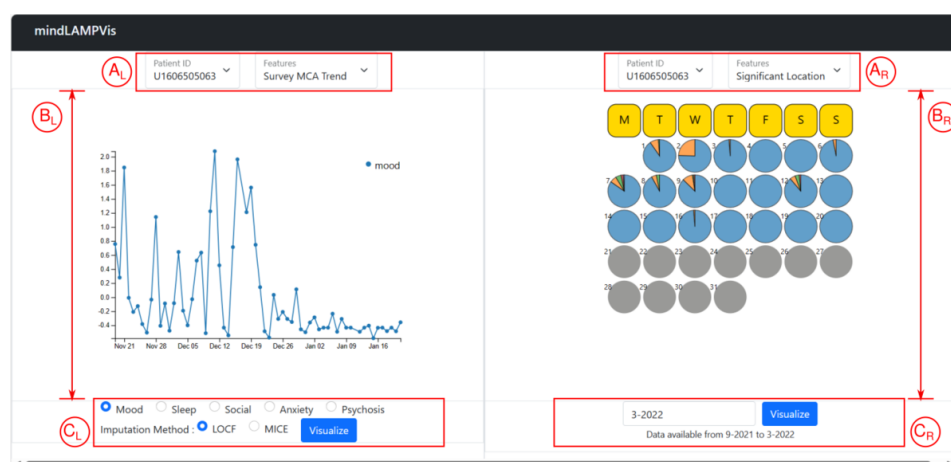 mindLAMPVis
AL
Patient ID
U1606505063
Features
Survey MCA Trend
Patient ID
U1606505063
Features
Significant Location
AR
BL
BR
mood
2.0
1.8
1.6
1.4
1.2
1.0
0.8
0.6
0.4
0.2
0.0
-0.2
-0.4
Nov 21 Nov 28 Dec 05 Dec 12 Dec 19 Dec 26 Jan 02 Jan 09 Jan 16
M T W T F S S
1 2 3 4 5 6
7 8 9 10 11 12 13
14 15 16 17 18 19 20
21 22 23 24 25 26 27
28 29 30 31
CL
Mood Sleep Social Anxiety Psychosis
Imputation Method : LOCF MICE Visualize
3-2022 Visualize
Data available from 9-2021 to 3-2022
CR